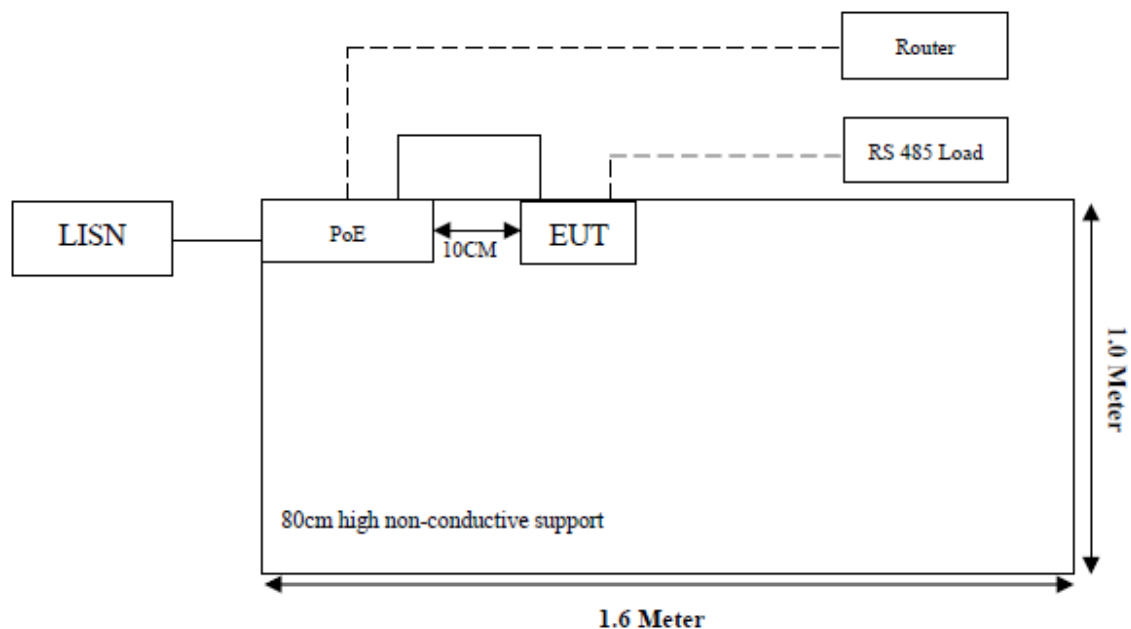 Router
RS 485 Load
LISN
PoE
10CM
EUT
1.0 Meter
80cm high non-conductive support
1.6 Meter